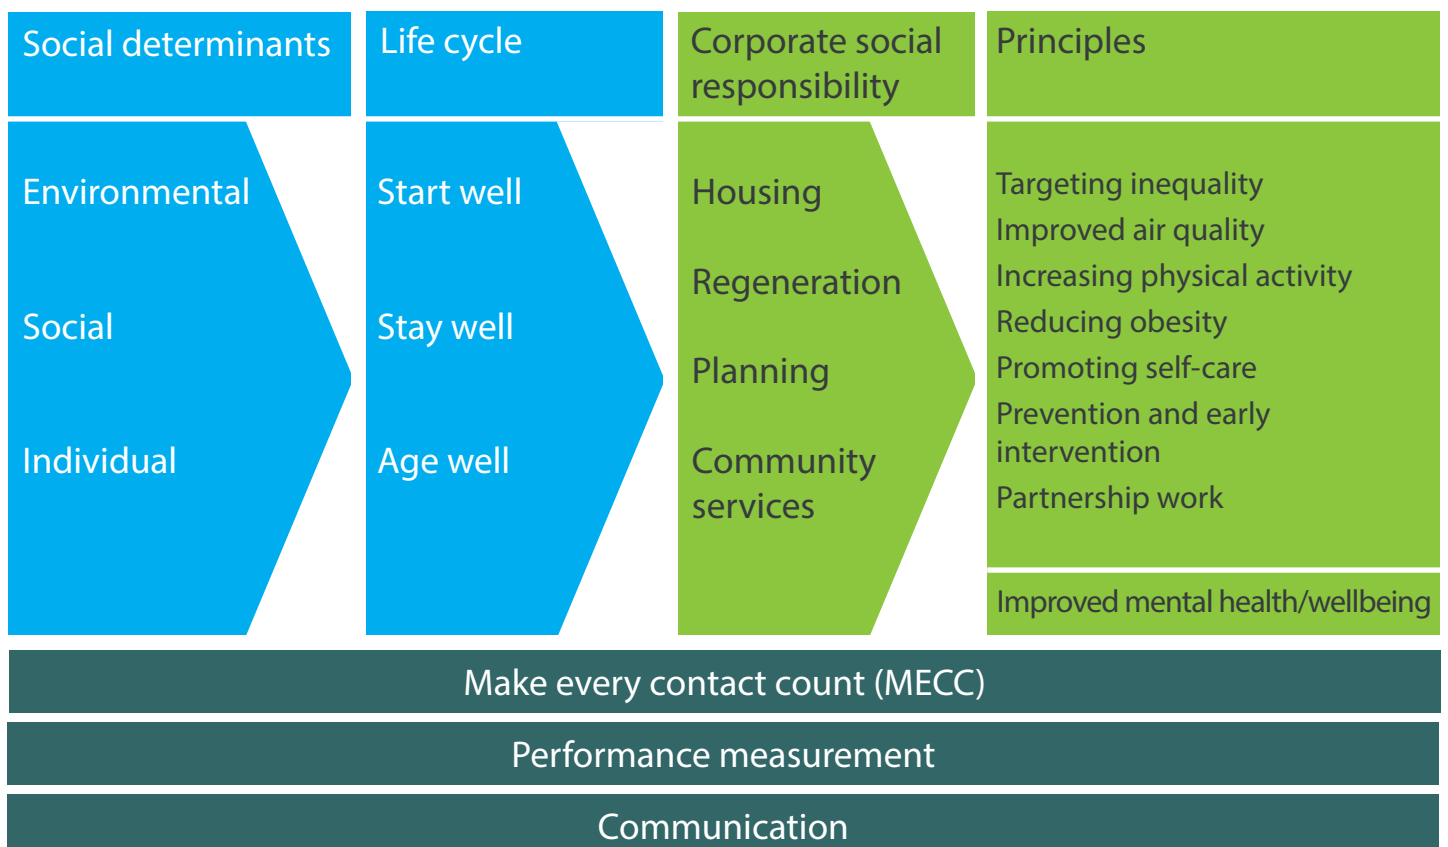 Social determinants
Environmental
Social
Individual
Life cycle
Start well
Stay well
Age well
Corporate social
responsibility
Housing
Regeneration
Planning
Community
services
Principles
Targeting inequality
Improved air quality
Increasing physical activity
Reducing obesity
Promoting self-care
Prevention and early
intervention
Partnership work
Improved mental health/wellbeing
Make every contact count (MECC)
Performance measurement
Communication